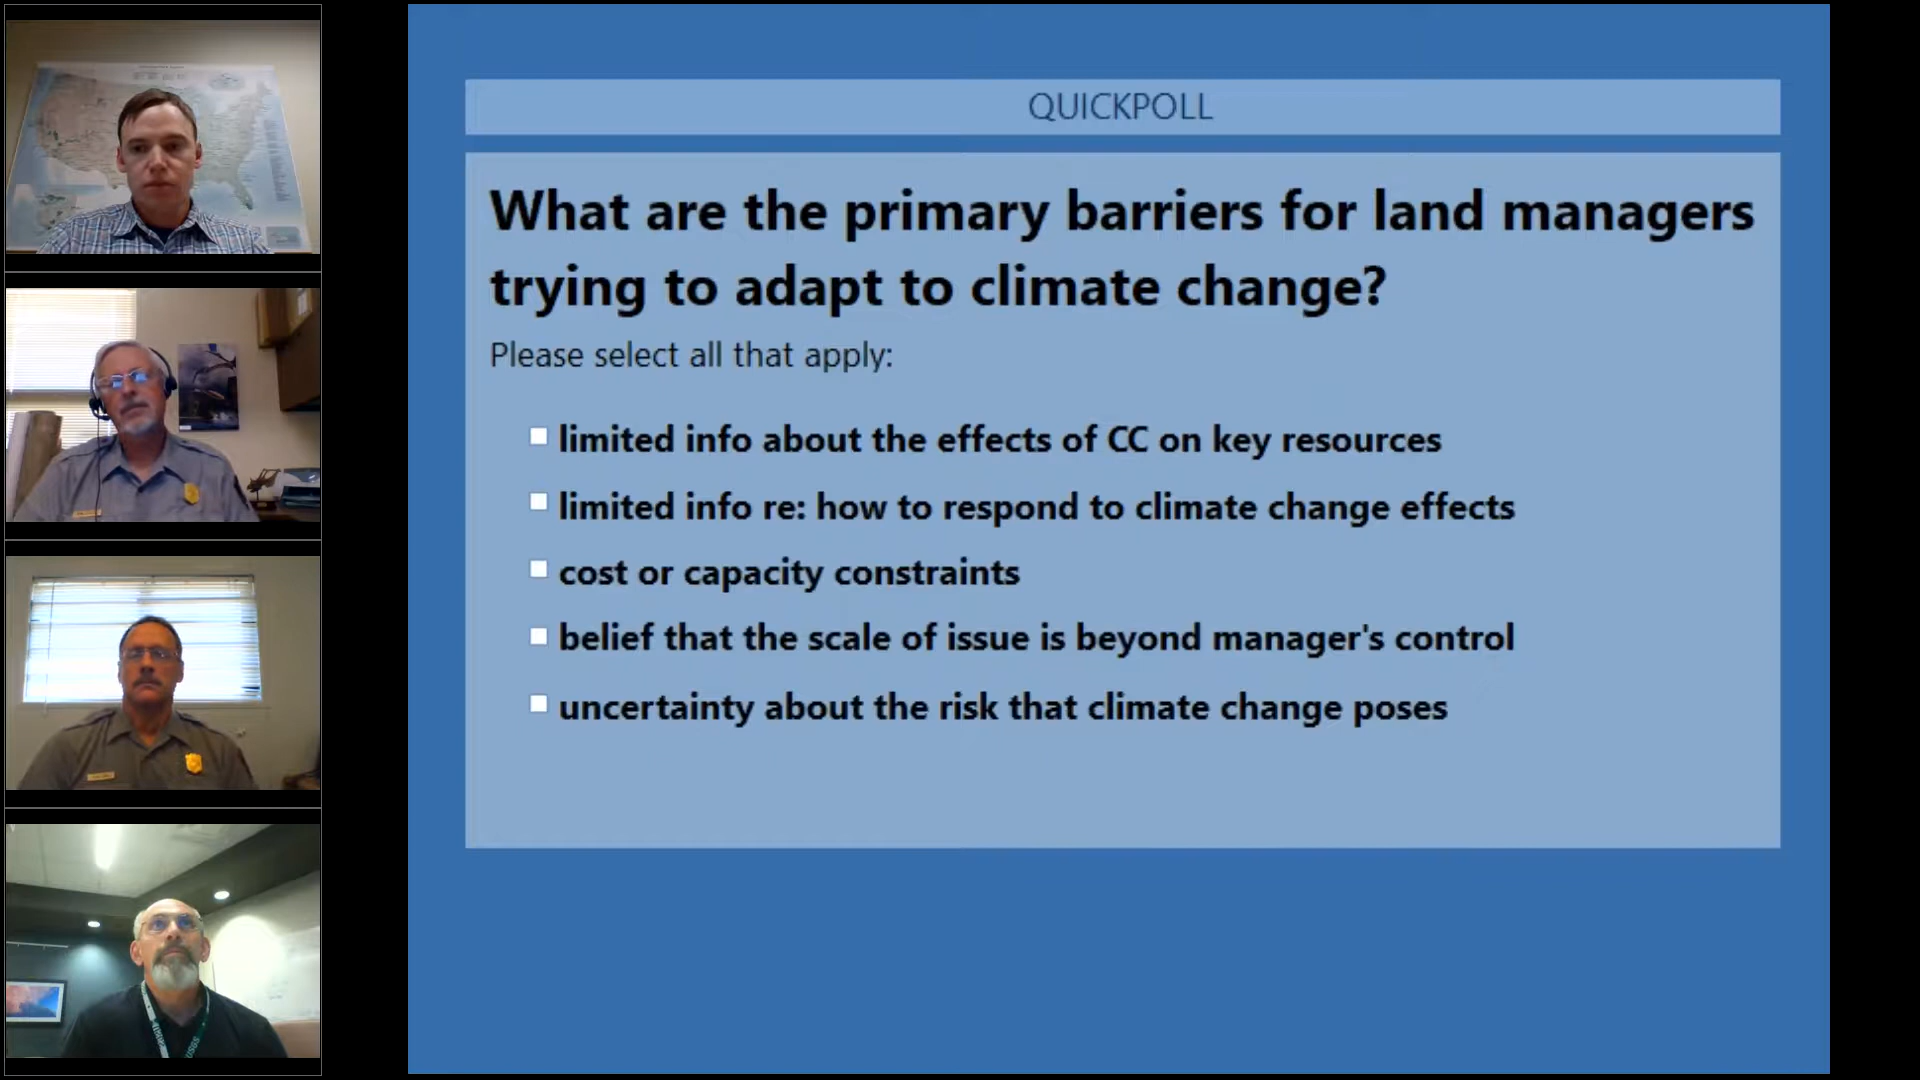 QUICKPOLL
What are the primary barriers for land managers
trying to adapt to climate change?
Please select all that apply:
limited info about the effects of CC on key resources
limited info re: how to respond to climate change effects
cost or capacity constraints
belief that the scale of issue is beyond manager's control
uncertainty about the risk that climate change poses
USGS